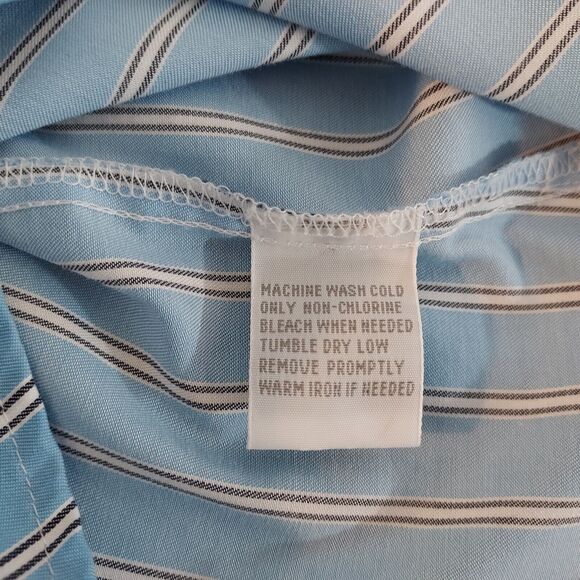 MACHINE WASH COLD
ONLY NON-CHLORINE
BLEACH WHEN NEEDED
TUMBLE DRY LOW
REMOVE PROMPTLY
WARM IRON IF NEEDED